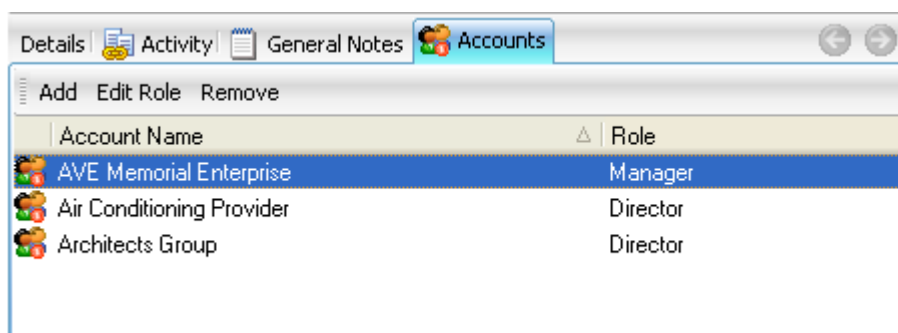 Details Activity General Notes Accounts
Add Edit Role Remove
Account Name Role
AVE Memorial Enterprise Manager
Air Conditioning Provider Director
Architects Group Director